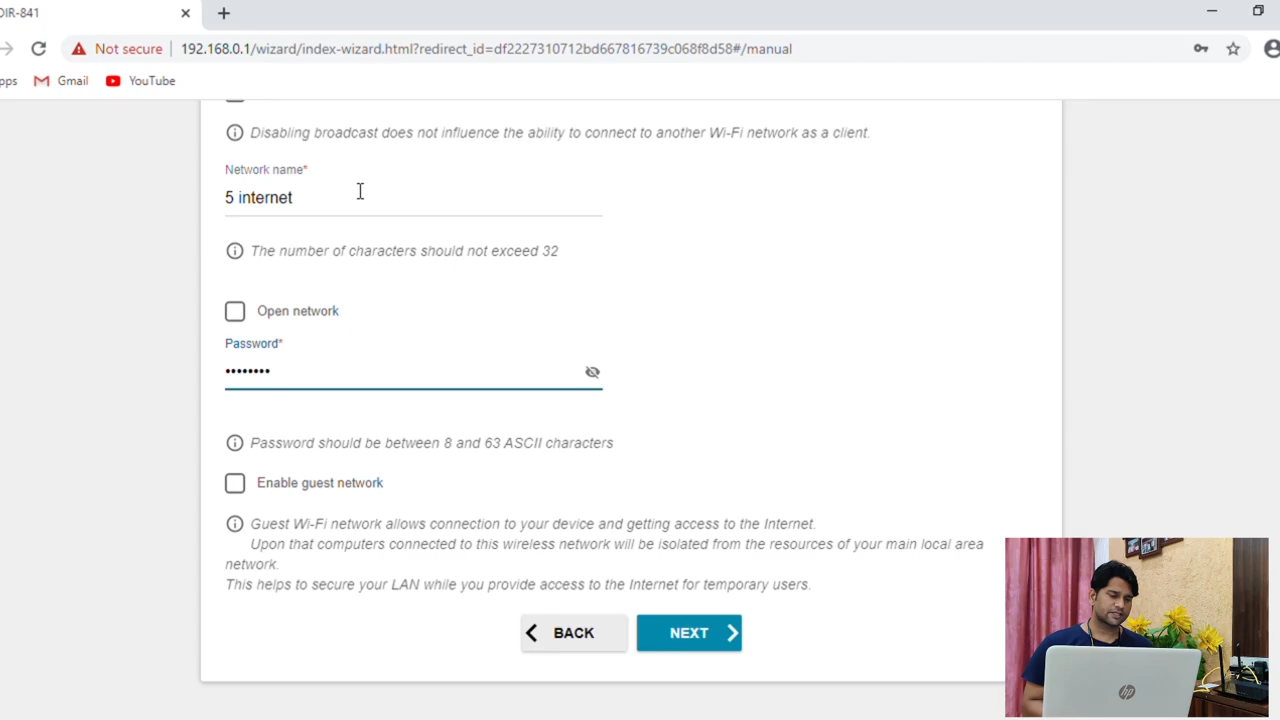 DIR-841
Not secure 192.168.0.1/wizard/index-wizard.html?redirect_id=df2227310712bd667816739c068f8d58#/manual
Gmail YouTube
Disabling broadcast does not influence the ability to connect to another Wi-Fi network as a client.
Network name*
5 internet
The number of characters should not exceed 32
Open network
Password*
••••••••
Password should be between 8 and 63 ASCII characters
Enable guest network
Guest Wi-Fi network allows connection to your device and getting access to the Internet.
Upon that computers connected to this wireless network will be isolated from the resources of your main local area
network.
This helps to secure your LAN while you provide access to the Internet for temporary users.
BACK NEXT
hp